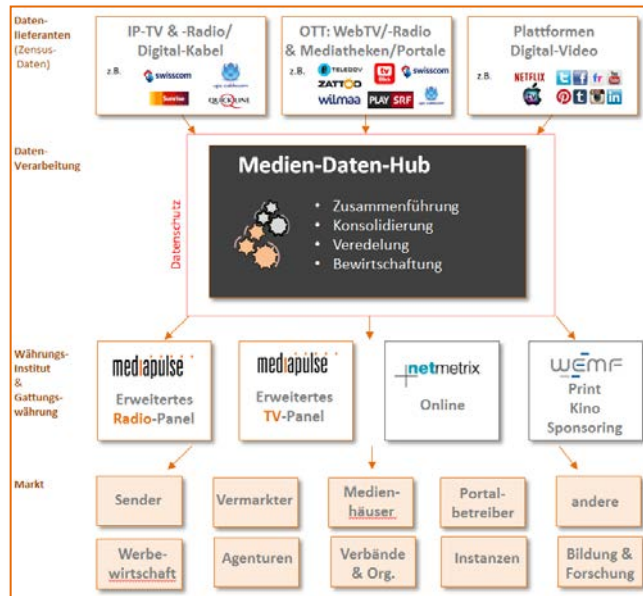 Daten-
lieferanten
(Zensus-
Daten)
IP-TV & -Radio/
Digital-Kabel
z.B.
swisscom
Sunrise
QUICKLINE
OTT: WebTV/-Radio
& Mediatheken/Portale
z.B.
TELEBOY
tv
swisscom
ZATTOO
wilmaa
PLAY SRF
Plattformen
Digital-Video
z.B.
NETFLIX
Daten-
Verarbeitung
Datenschutz
Medien-Daten-Hub
• Zusammenführung
• Konsolidierung
• Veredelung
• Bewirtschaftung
Währungs-
Institut
&
Gattungs-
währung
mediapulse
Erweitertes
Radio-Panel
mediapulse
Erweitertes
TV-Panel
netmetrix
Online
WEMF
Print
Kino
Sponsoring
Markt
Sender
Vermarkter
Medien-
häuser
Portal-
betreiber
andere
Werbe-
wirtschaft
Agenturen
Verbände
& Org.
Instanzen
Bildung &
Forschung